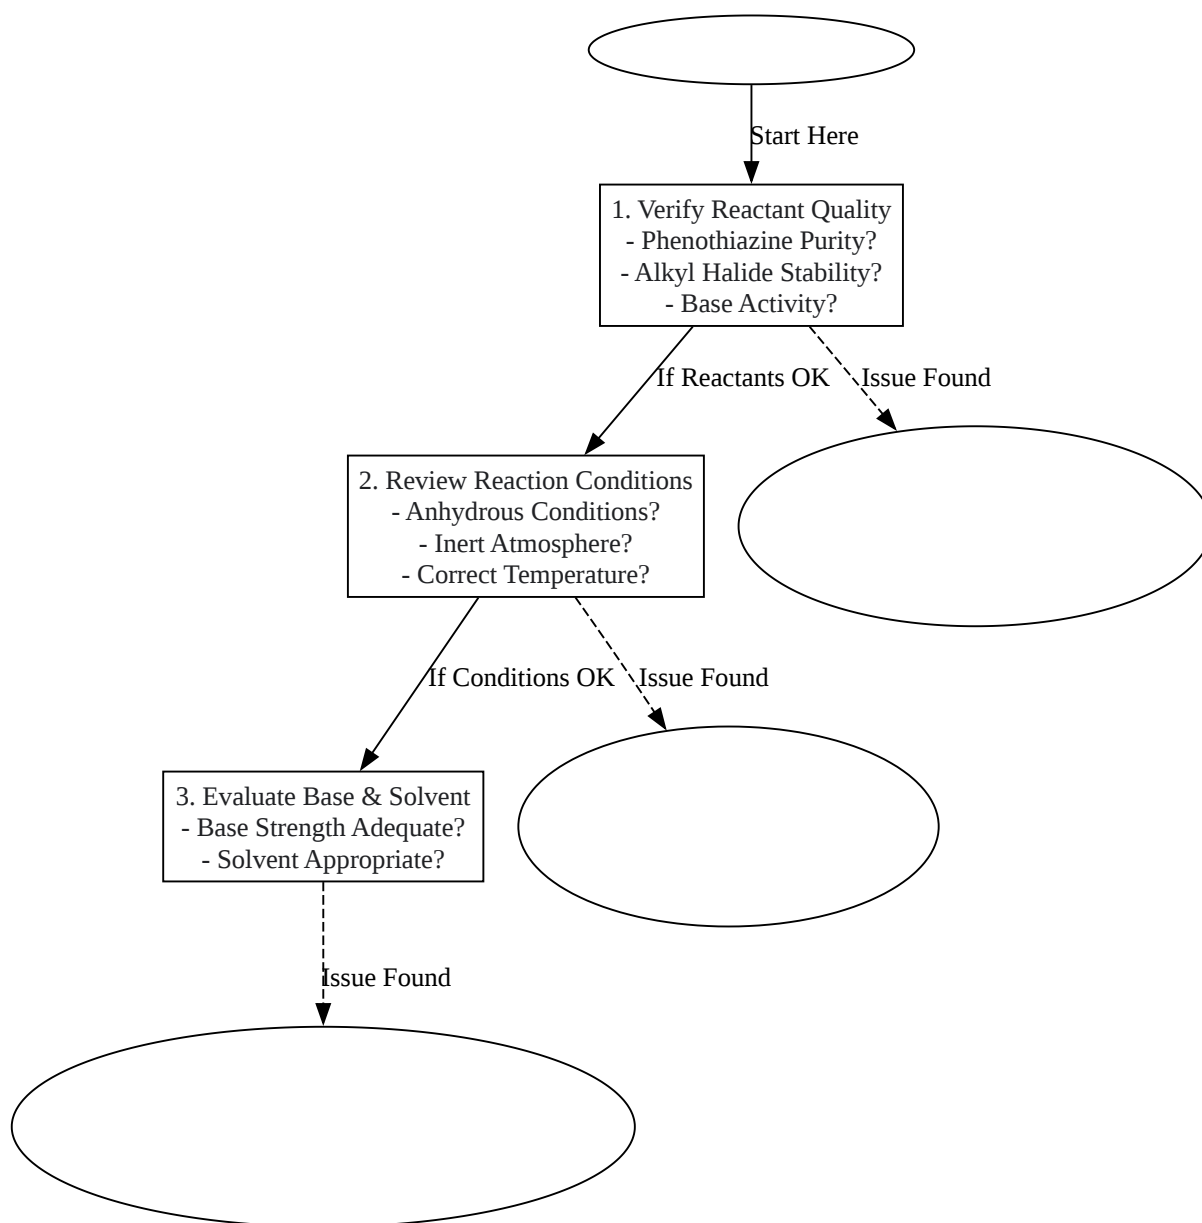 Start Here
1. Verify Reactant Quality
- Phenothiazine Purity?
- Alkyl Halide Stability?
- Base Activity?
If Reactants OK
Issue Found
2. Review Reaction Conditions
- Anhydrous Conditions?
- Inert Atmosphere?
- Correct Temperature?
If Conditions OK
Issue Found
3. Evaluate Base & Solvent
- Base Strength Adequate?
- Solvent Appropriate?
Issue Found